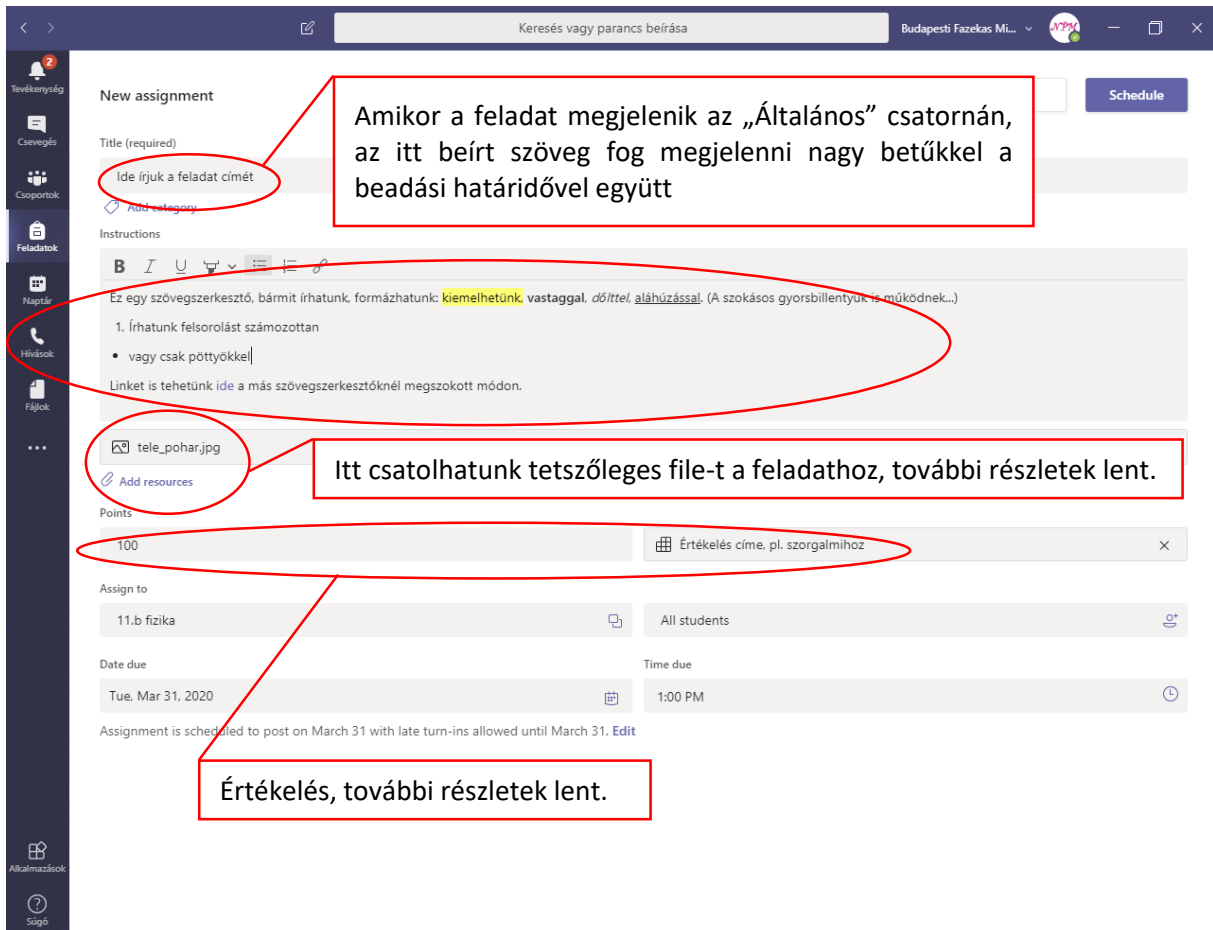 Keresés vagy parancs beírása
Budapesti Fazekas Mi...
NPM
2
Tevékenység
Csevegés
Csoportok
Feladatok
Naptár
Hívások
Fájlok
Alkalmazások
Súgó
New assignment
Schedule
Amikor a feladat megjelenik az „Általános” csatornán,
az itt beírt szöveg fog megjelenni nagy betűkkel a
beadási határidővel együtt
Title (required)
Ide írjuk a feladat címét
Add category
Instructions
B I U
Ez egy szövegszerkesztő, bármit írhatunk, formázhatunk: kiemelhetünk, vastaggal, dőlttel, aláhúzással. (A szokásos gyorsbillentyűk is működnek...)
1. Írhatunk felsorolást számozottan
• vagy csak pöttyökkel
Linket is tehetünk ide a más szövegszerkesztőknél megszokott módon.
tele_pohar.jpg
Add resources
Itt csatolhatunk tetszőleges file-t a feladathoz, további részletek lent.
Points
100
Értékelés címe, pl. szorgalmihoz
Assign to
11.b fizika
All students
Date due
Time due
Tue, Mar 31, 2020
1:00 PM
Assignment is scheduled to post on March 31 with late turn-ins allowed until March 31. Edit
Értékelés, további részletek lent.